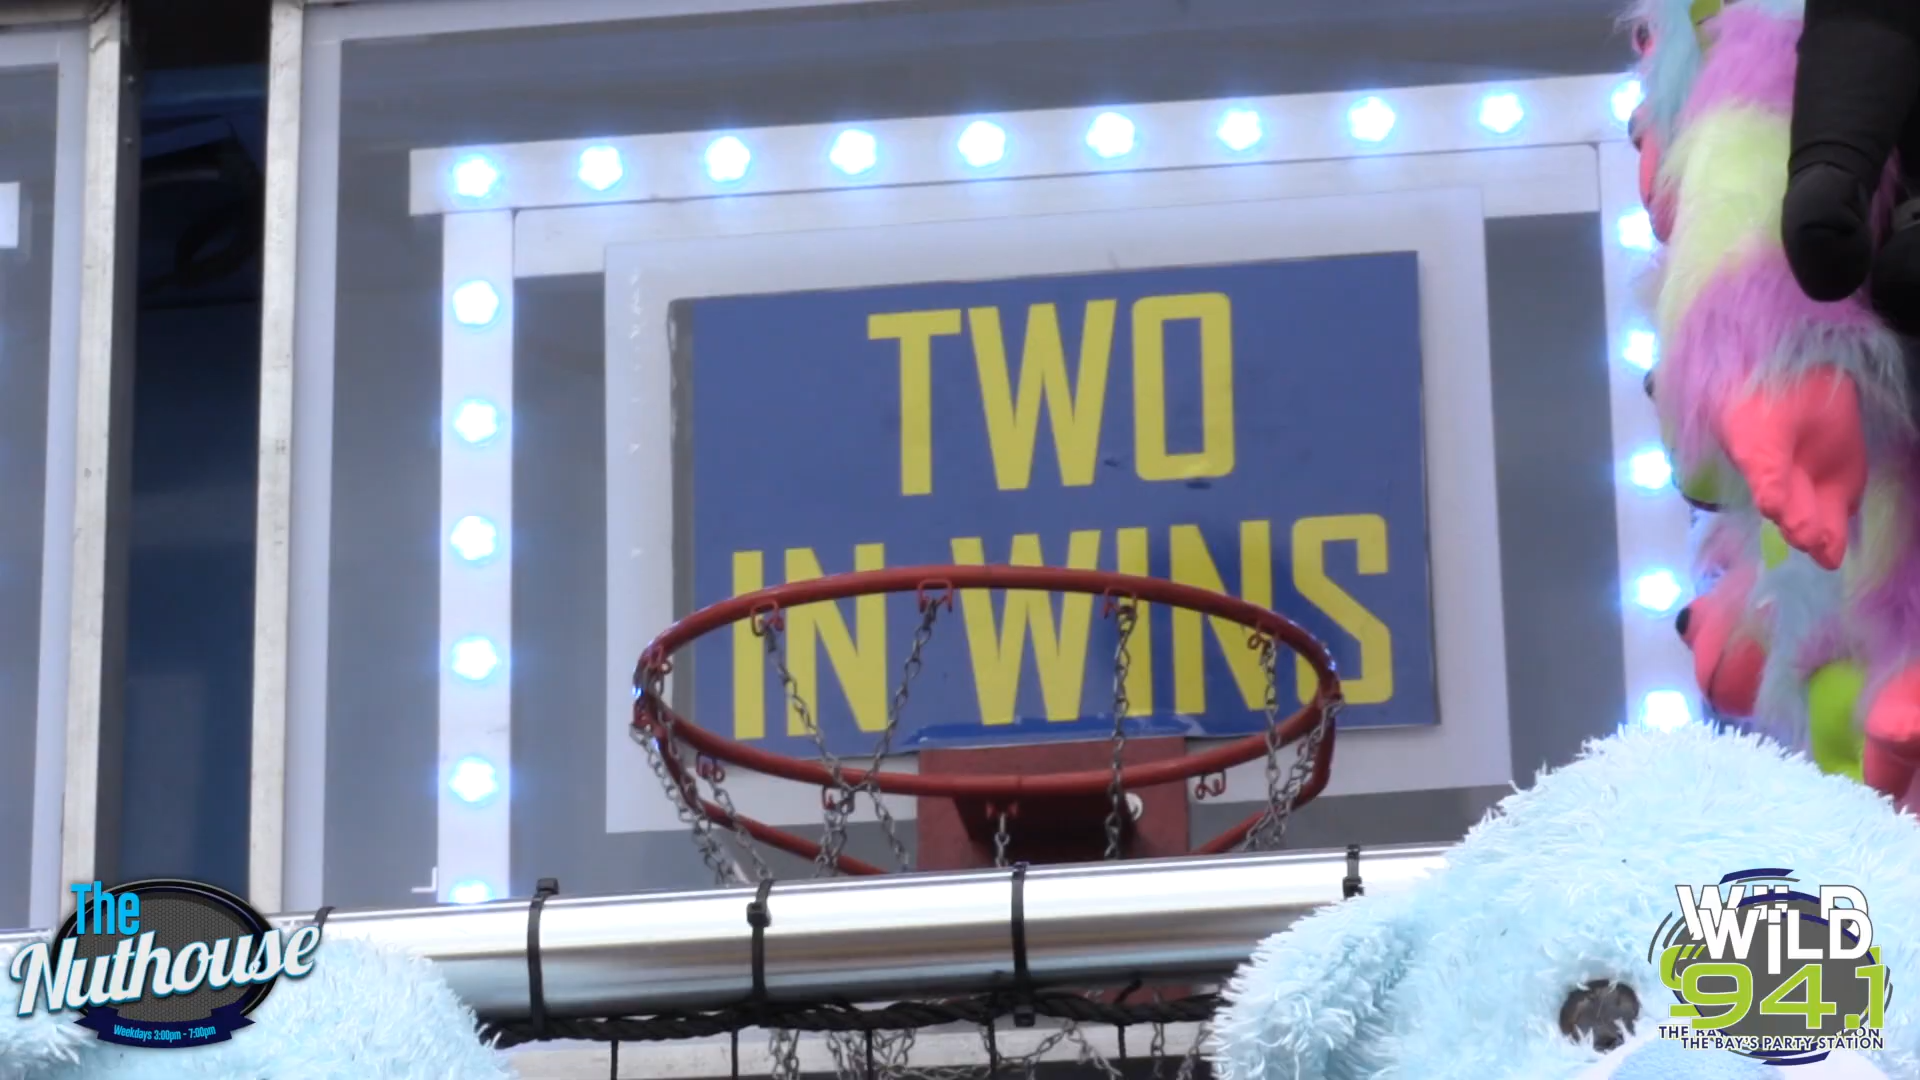 TWO
IN WINS
The
Nuthouse
Weekdays 3:00pm - 7:00pm
WiLD
94.1
THE BAY'S PARTY STATION